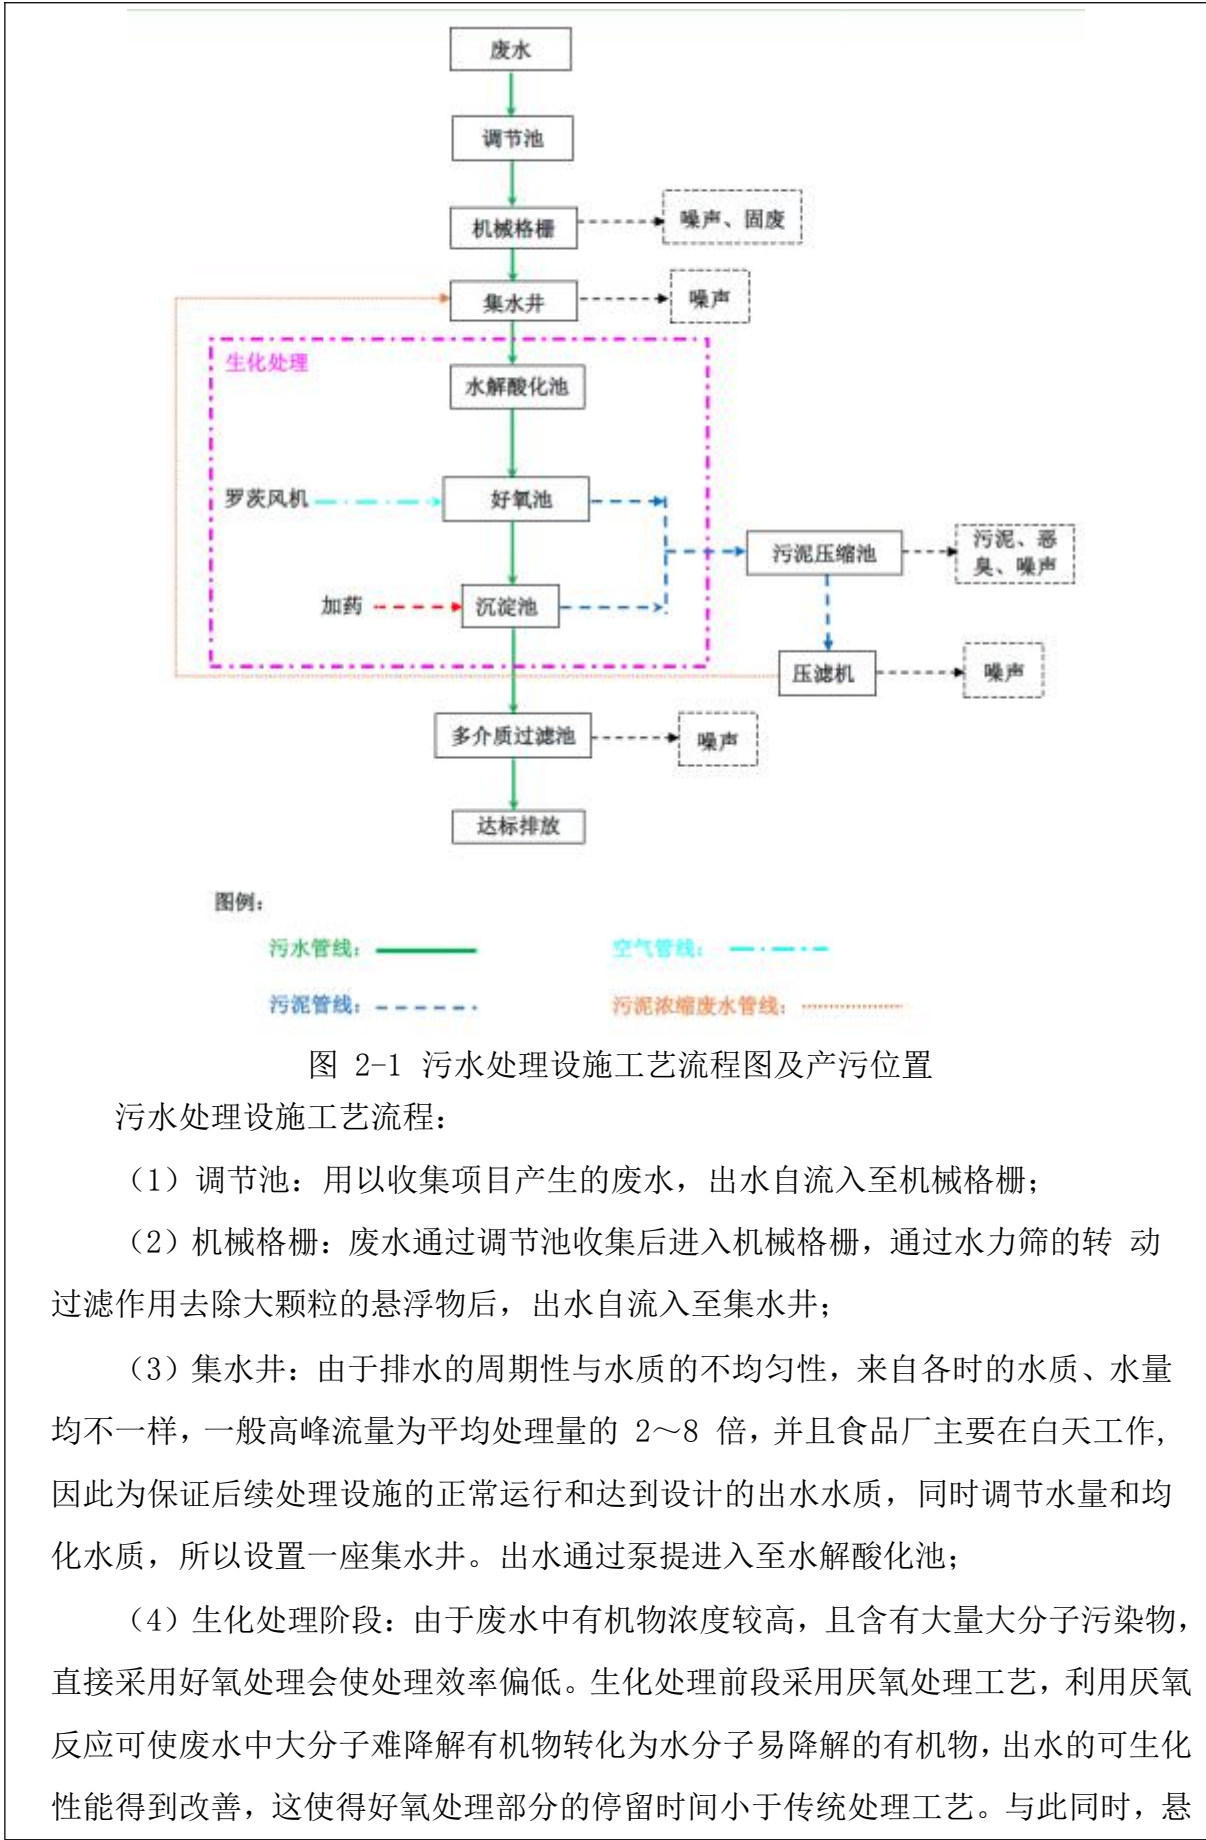 废水
调节池
机械格栅
噪声、固废
集水井
噪声
生化处理
水解酸化池
罗茨风机
好氧池
污泥压缩池
污泥、恶
臭、噪声
加药
沉淀池
压滤机
噪声
多介质过滤池
噪声
达标排放
图例：
污水管线：
空气管线：
污泥管线：
污泥浓缩废水管线：
图 2-1 污水处理设施工艺流程图及产污位置
污水处理设施工艺流程：
（1）调节池：用以收集项目产生的废水，出水自流入至机械格栅；
（2）机械格栅：废水通过调节池收集后进入机械格栅，通过水力筛的转 动
过滤作用去除大颗粒的悬浮物后，出水自流入至集水井；
（3）集水井：由于排水的周期性与水质的不均匀性，来自各时的水质、水量
均不一样，一般高峰流量为平均处理量的 2～8 倍，并且食品厂主要在白天工作，
因此为保证后续处理设施的正常运行和达到设计的出水水质，同时调节水量和均
化水质，所以设置一座集水井。出水通过泵提进入至水解酸化池；
（4）生化处理阶段：由于废水中有机物浓度较高，且含有大量大分子污染物，
直接采用好氧处理会使处理效率偏低。生化处理前段采用厌氧处理工艺，利用厌氧
反应可使废水中大分子难降解有机物转化为水分子易降解的有机物，出水的可生化
性能得到改善，这使得好氧处理部分的停留时间小于传统处理工艺。与此同时，悬